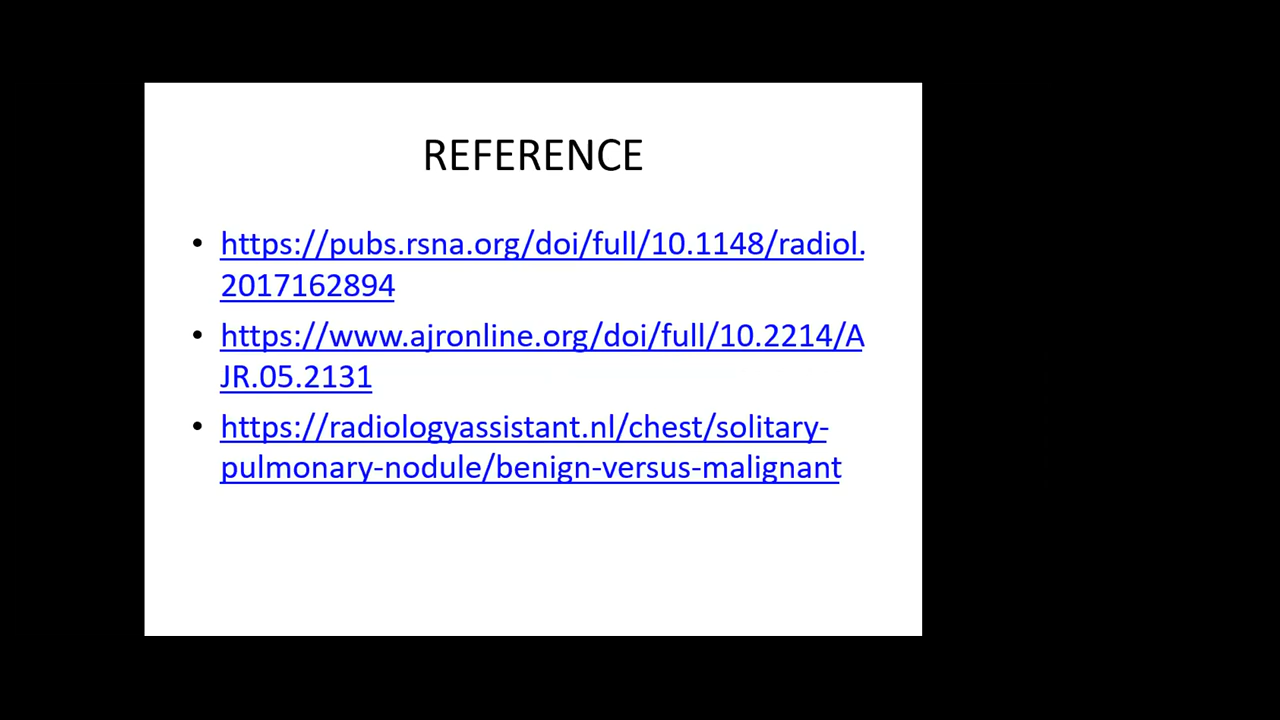 REFERENCE
• https://pubs.rsna.org/doi/full/10.1148/radiol.
2017162894
• https://www.ajronline.org/doi/full/10.2214/A
JR.05.2131
• https://radiologyassistant.nl/chest/solitary-
pulmonary-nodule/benign-versus-malignant